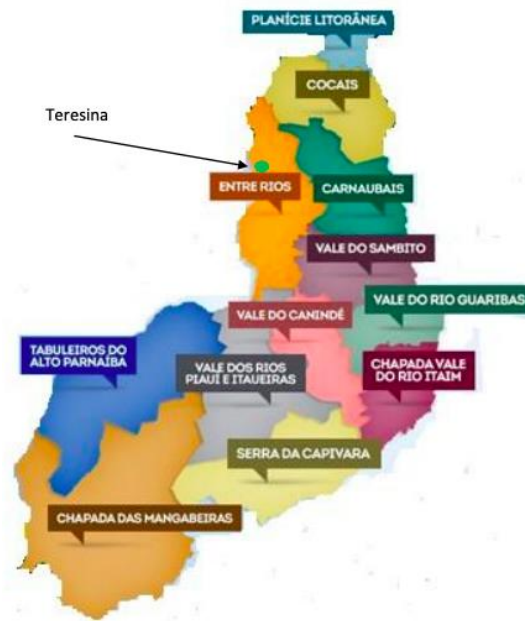 PLANÍCIE LITORÂNEA
COCAIS
Teresina
ENTRE RIOS
CARNAUBAIS
VALE DO SAMBITO
VALE DO RIO GUARIBAS
VALE DO CANINDÉ
TABULEIROS DO
ALTO PARNAÍBA
VALE DOS RIOS
PIAUÍ E ITAUEIRAS
CHAPADA VALE
DO RIO ITAIM
SERRA DA CAPIVARA
CHAPADA DAS MANGABEIRAS